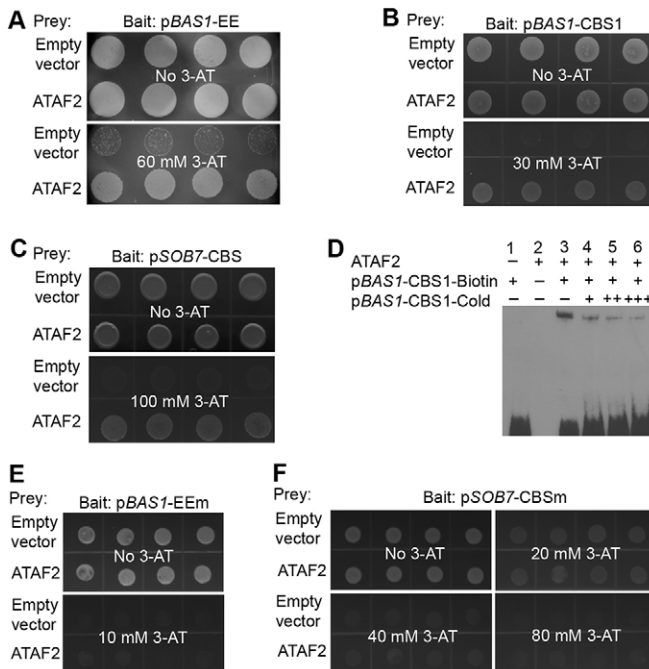 A
Prey: Bait: pBAS1-EE
Empty
vector
No 3-AT
ATAF2
Empty
vector
60 mM 3-AT
ATAF2
B
Prey: Bait: pBAS1-CBS1
Empty
vector
No 3-AT
ATAF2
Empty
vector
30 mM 3-AT
ATAF2
C
Prey: Bait: pSOB7-CBS
Empty
vector
No 3-AT
ATAF2
Empty
vector
100 mM 3-AT
ATAF2
D
1 2 3 4 5 6
ATAF2 − + + + + +
pBAS1-CBS1-Biotin + − + + + +
pBAS1-CBS1-Cold − − − + ++ +++
E
Prey: Bait: pBAS1-EEm
Empty
vector
No 3-AT
ATAF2
Empty
vector
10 mM 3-AT
ATAF2
F
Prey: Bait: pSOB7-CBSm
Empty
vector
No 3-AT 20 mM 3-AT
ATAF2
Empty
vector
40 mM 3-AT 80 mM 3-AT
ATAF2